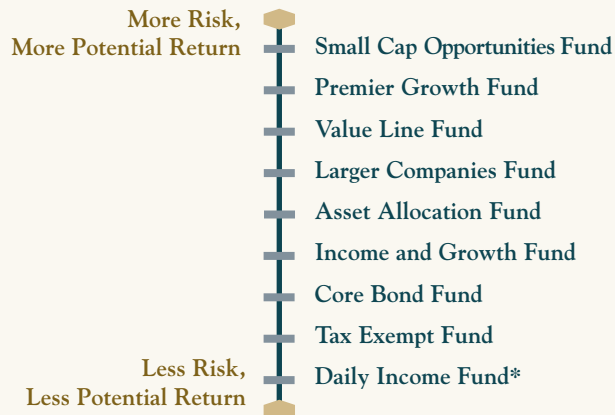 More Risk,
More Potential Return
Small Cap Opportunities Fund
Premier Growth Fund
Value Line Fund
Larger Companies Fund
Asset Allocation Fund
Income and Growth Fund
Core Bond Fund
Tax Exempt Fund
Less Risk,
Less Potential Return
Daily Income Fund*